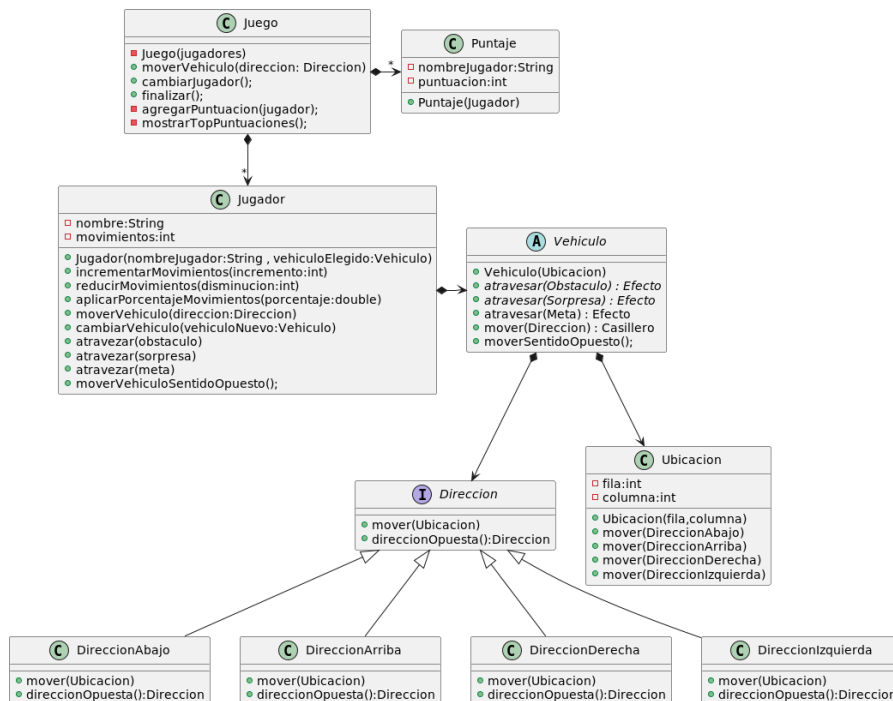 C Juego
Juego(jugadores)
moverVehiculo(direccion: Direccion)
cambiarJugador();
finalizar();
agregarPuntuacion(jugador);
mostrarTopPuntuaciones();
*
C Puntaje
nombreJugador:String
puntuacion:int
Puntaje(Jugador)
*
C Jugador
nombre:String
movimientos:int
Jugador(nombreJugador:String , vehiculoElegido:Vehiculo)
incrementarMovimientos(incremento:int)
reducirMovimientos(disminucion:int)
aplicarPorcentajeMovimientos(porcentaje:double)
moverVehiculo(direccion:Direccion)
cambiarVehiculo(vehiculoNuevo:Vehiculo)
atravezar(obstaculo)
atravezar(sorpresa)
atravezar(meta)
moverVehiculoSentidoOpuesto();
A Vehiculo
Vehiculo(Ubicacion)
atravesar(Obstaculo) : Efecto
atravesar(Sorpresa) : Efecto
atravesar(Meta) : Efecto
mover(Direccion) : Casillero
moverSentidoOpuesto();
I Direccion
mover(Ubicacion)
direccionOpuesta():Direccion
C Ubicacion
fila:int
columna:int
Ubicacion(fila,columna)
mover(DireccionAbajo)
mover(DireccionArriba)
mover(DireccionDerecha)
mover(DireccionIzquierda)
C DireccionAbajo
mover(Ubicacion)
direccionOpuesta():Direccion
C DireccionArriba
mover(Ubicacion)
direccionOpuesta():Direccion
C DireccionDerecha
mover(Ubicacion)
direccionOpuesta():Direccion
C DireccionIzquierda
mover(Ubicacion)
direccionOpuesta():Direccion